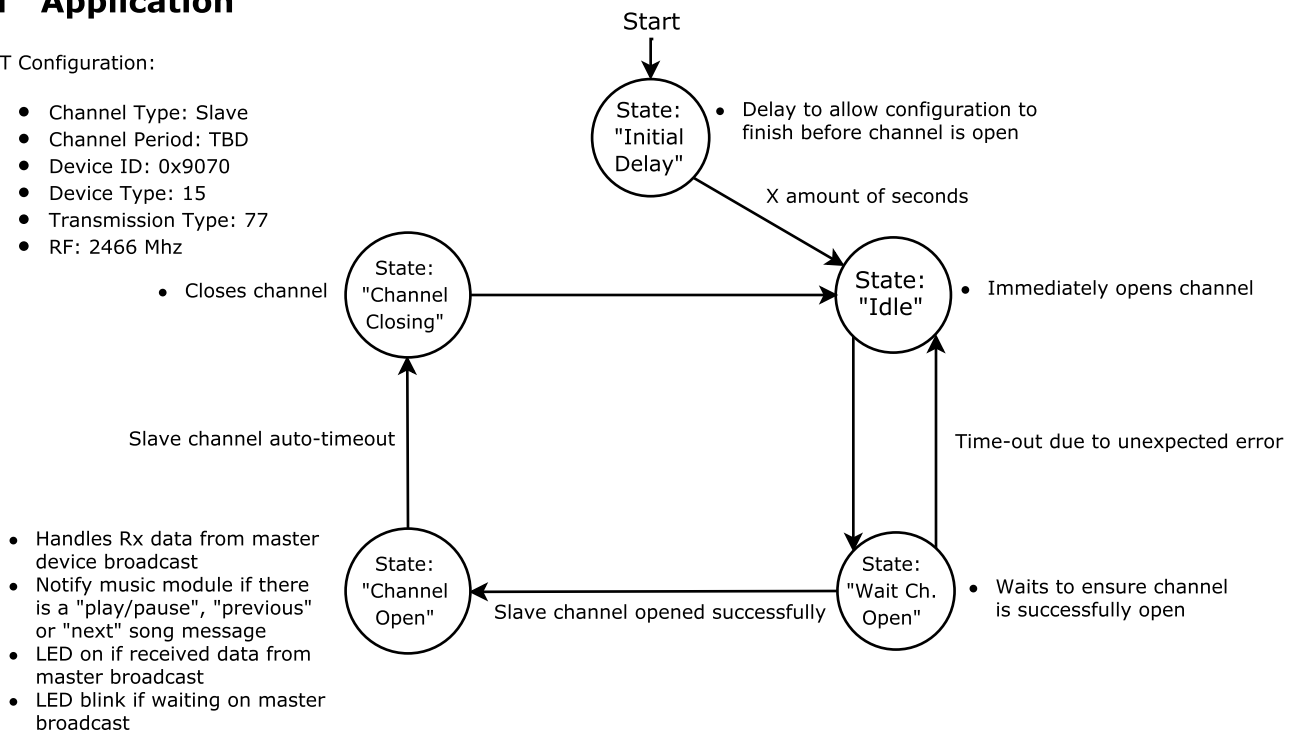 Application
Start
T Configuration:
• Channel Type: Slave
• Channel Period: TBD
• Device ID: 0x9070
• Device Type: 15
• Transmission Type: 77
• RF: 2466 Mhz
State:
"Initial
Delay"
• Delay to allow configuration to
finish before channel is open
X amount of seconds
• Closes channel
State:
"Channel
Closing"
State:
"Idle"
• Immediately opens channel
Slave channel auto-timeout
Time-out due to unexpected error
• Handles Rx data from master
device broadcast
• Notify music module if there
is a "play/pause", "previous"
or "next" song message
• LED on if received data from
master broadcast
• LED blink if waiting on master
broadcast
State:
"Channel
Open"
Slave channel opened successfully
State:
"Wait Ch.
Open"
• Waits to ensure channel
is successfully open